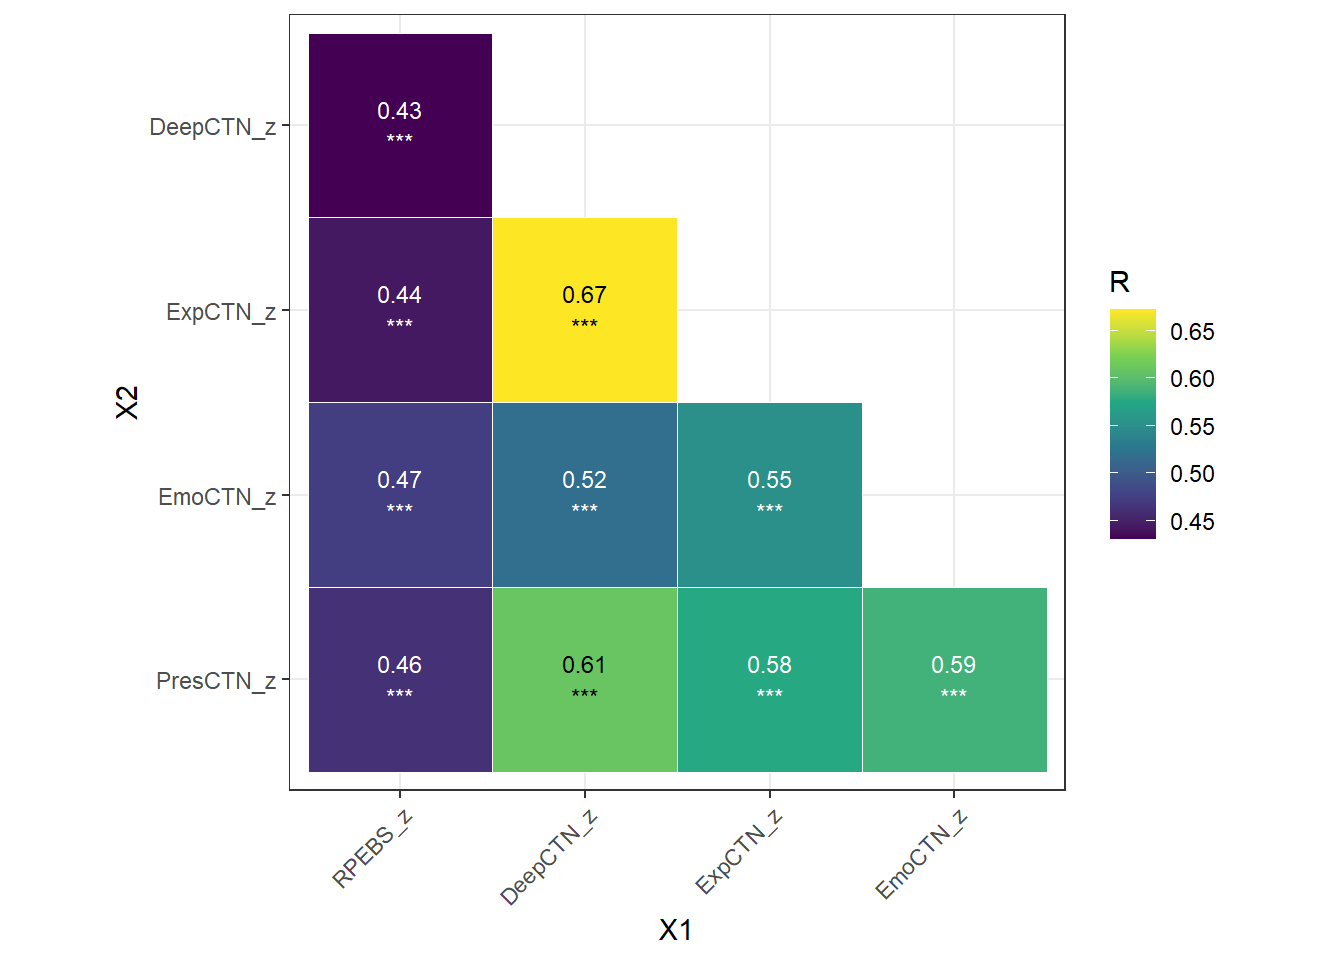 DeepCTN_z
0.43
***
ExpCTN_z
0.44
***
0.67
***
EmoCTN_z
0.47
***
0.52
***
0.55
***
PresCTN_z
0.46
***
0.61
***
0.58
***
0.59
***
X2
RPEBS_z
DeepCTN_z
ExpCTN_z
EmoCTN_z
X1
R
0.65
0.60
0.55
0.50
0.45